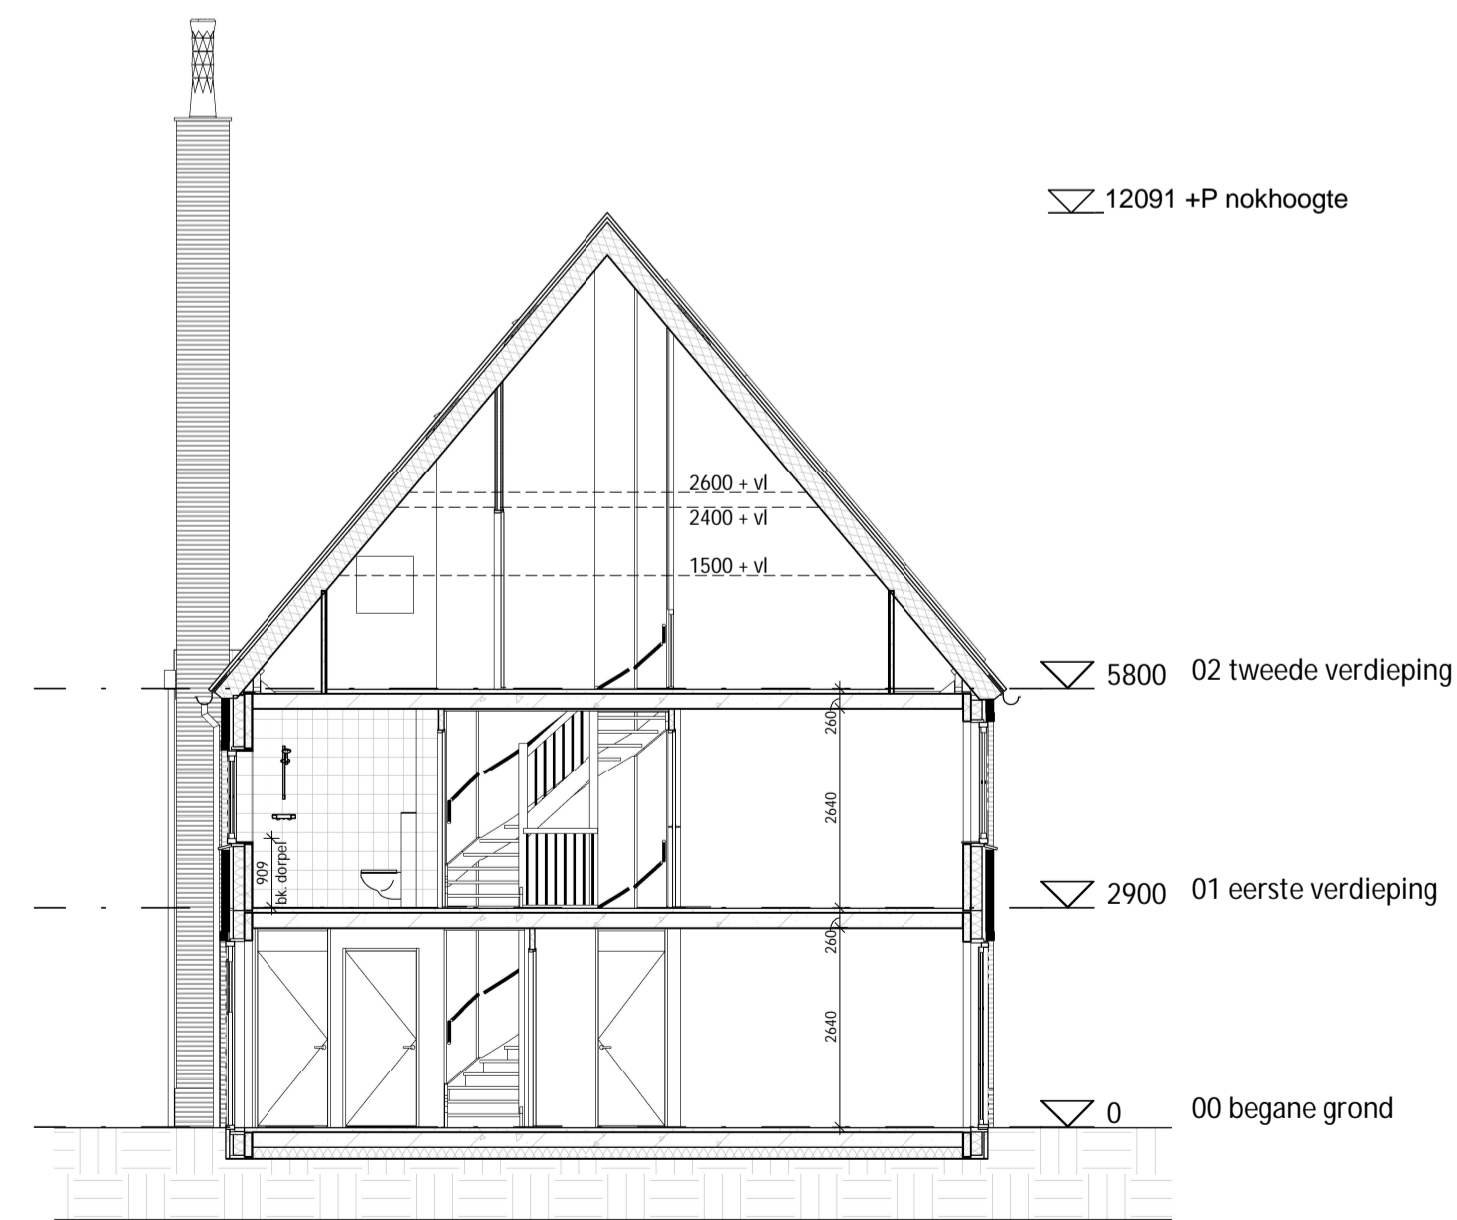 12091 +P nokhoogte
2600 + vl
2400 + vl
1500 + vl
5800 02 tweede verdieping
260
2640
909
bk. dorpel
2900 01 eerste verdieping
260
2640
0 00 begane grond